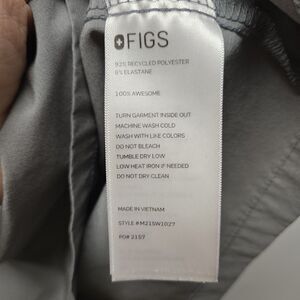 FIGS
92% RECYCLED POLYESTER
8% ELASTANE
100% AWESOME
TURN GARMENT INSIDE OUT
MACHINE WASH COLD
WASH WITH LIKE COLORS
DO NOT BLEACH
TUMBLE DRY LOW
LOW HEAT IRON IF NEEDED
DO NOT DRY CLEAN
MADE IN VIETNAM
STYLE #M21SW1027
PO# 2157